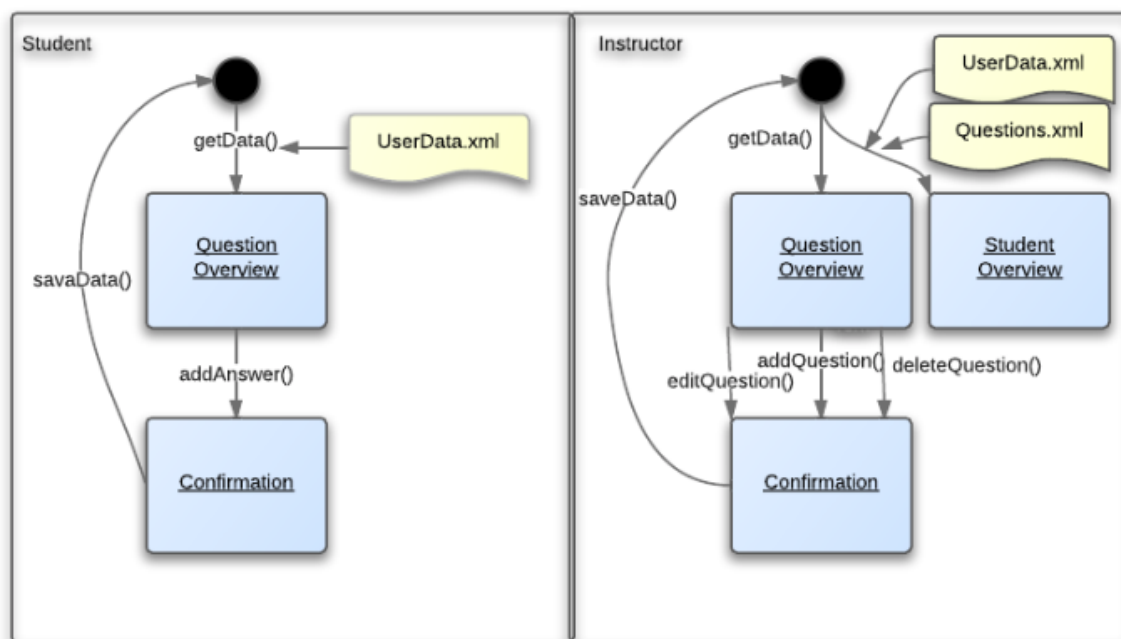 Student
getData()
UserData.xml
Question
Overview
savaData()
addAnswer()
Confirmation
Instructor
UserData.xml
Questions.xml
getData()
saveData()
Question
Overview
Student
Overview
editQuestion()
addQuestion()
deleteQuestion()
Confirmation